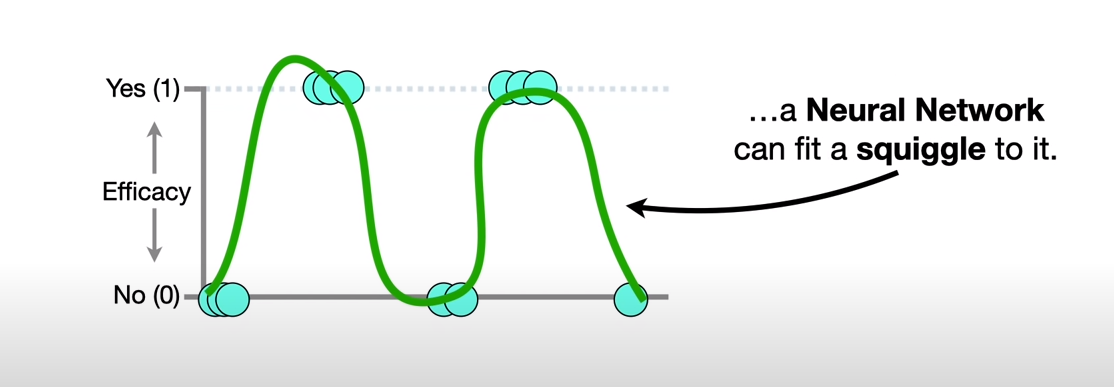 Yes (1)
Efficacy
No (0)
...a Neural Network
can fit a squiggle to it.